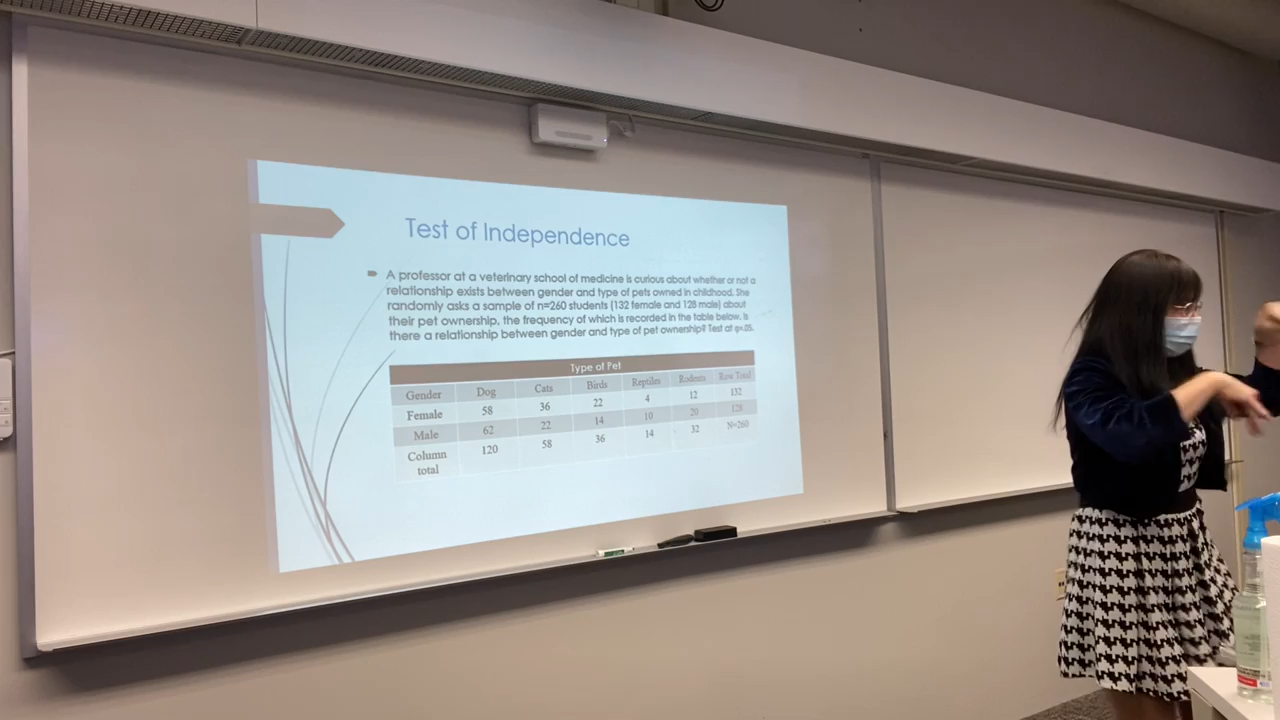 Test of Independence
A professor at a veterinary school of medicine is curious about whether or not a
relationship exists between gender and type of pets owned in childhood. She
randomly asks a sample of n=260 students (132 female and 128 male) about
their pet ownership, the frequency of which is recorded in the table below. Is
there a relationship between gender and type of pet ownership? Test at α=.05.
Type of Pet
Gender Dog Cats Birds Reptiles Rodents Row Total
Female 58 36 22 4 12 132
Male 62 22 14 10 20 128
Column total 120 58 36 14 32 N=260